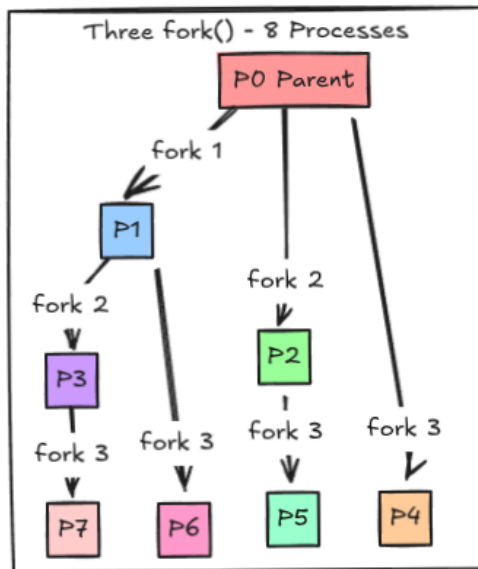 Three fork() - 8 Processes
P0 Parent
fork 1
P1
fork 2
fork 2
P2
P3
fork 3
fork 3
fork 3
fork 3
P7
P6
P5
P4